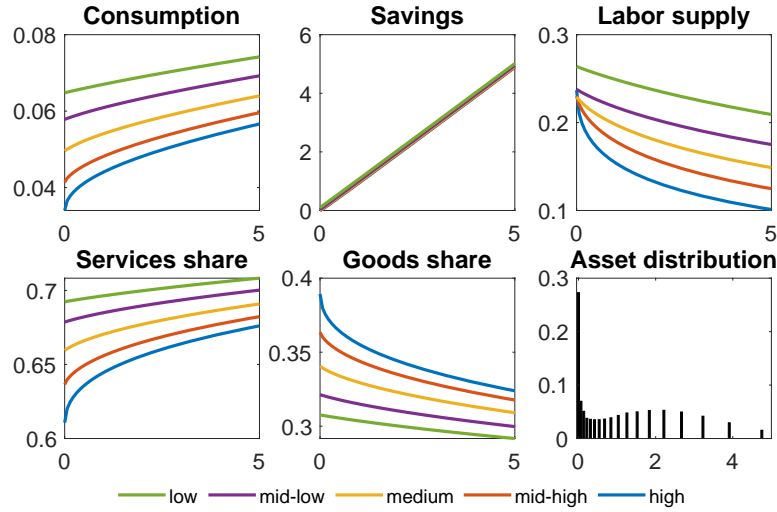 Consumption Savings Labor supply
0.08 6 0.3
0.06 4 0.2
0.04 2
0 0.1
0 5 0 5 0 5
Services share Goods share Asset distribution
0.7 0.4 0.3
0.65 0.35 0.2
0.1
0.6 0.3 0
0 5 0 5 0 2 4
low mid-low medium mid-high high